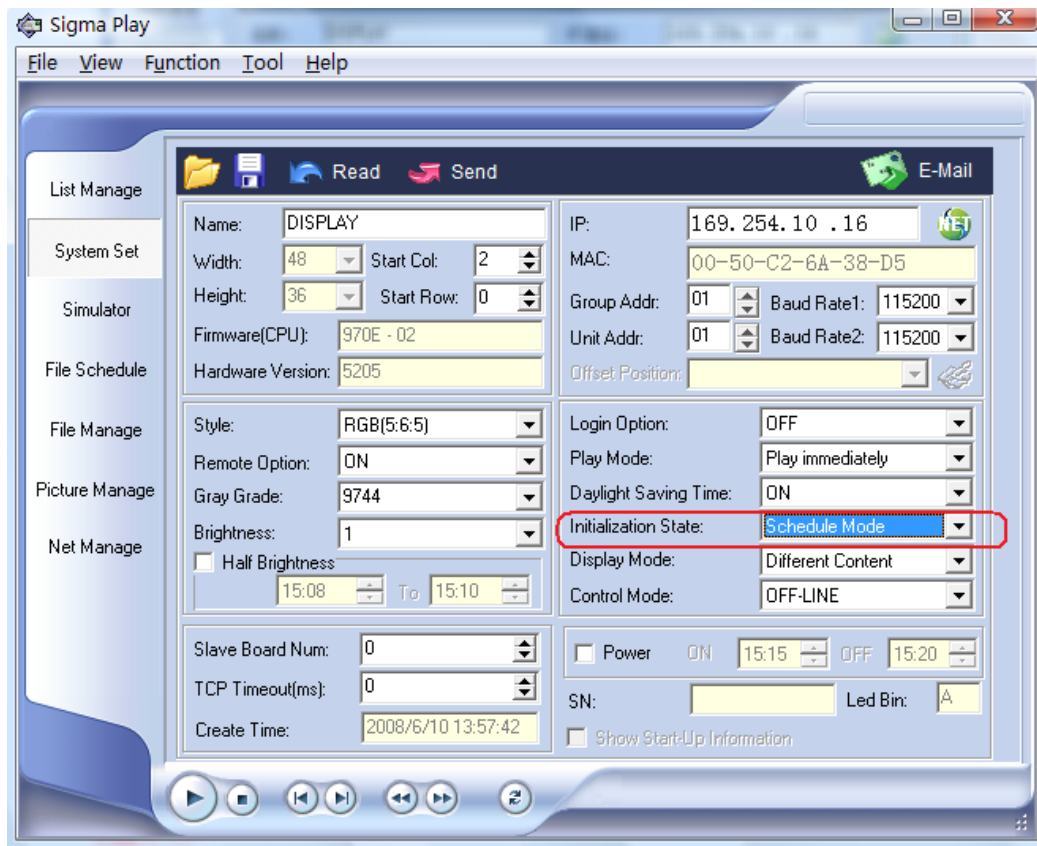 Sigma Play
File View Function Tool Help
Read Send E-Mail
List Manage
System Set
Simulator
File Schedule
File Manage
Picture Manage
Net Manage
Name: DISPLAY
Width: 48 Start Col: 2
Height: 36 Start Row: 0
Firmware(CPU): 970E - 02
Hardware Version: 5205
IP: 169.254.10 .16 NET
MAC: 00-50-C2-6A-38-D5
Group Addr: 01 Baud Rate1: 115200
Unit Addr: 01 Baud Rate2: 115200
Offset Position:
Style: RGB(5:6:5)
Remote Option: ON
Gray Grade: 9744
Brightness: 1
Half Brightness
15:08 To 15:10
Login Option: OFF
Play Mode: Play immediately
Daylight Saving Time: ON
Initialization State: Schedule Mode
Display Mode: Different Content
Control Mode: OFF-LINE
Slave Board Num: 0
TCP Timeout(ms): 0
Create Time: 2008/6/10 13:57:42
Power ON 15:15 OFF 15:20
SN: Led Bin: A
Show Start-Up Information